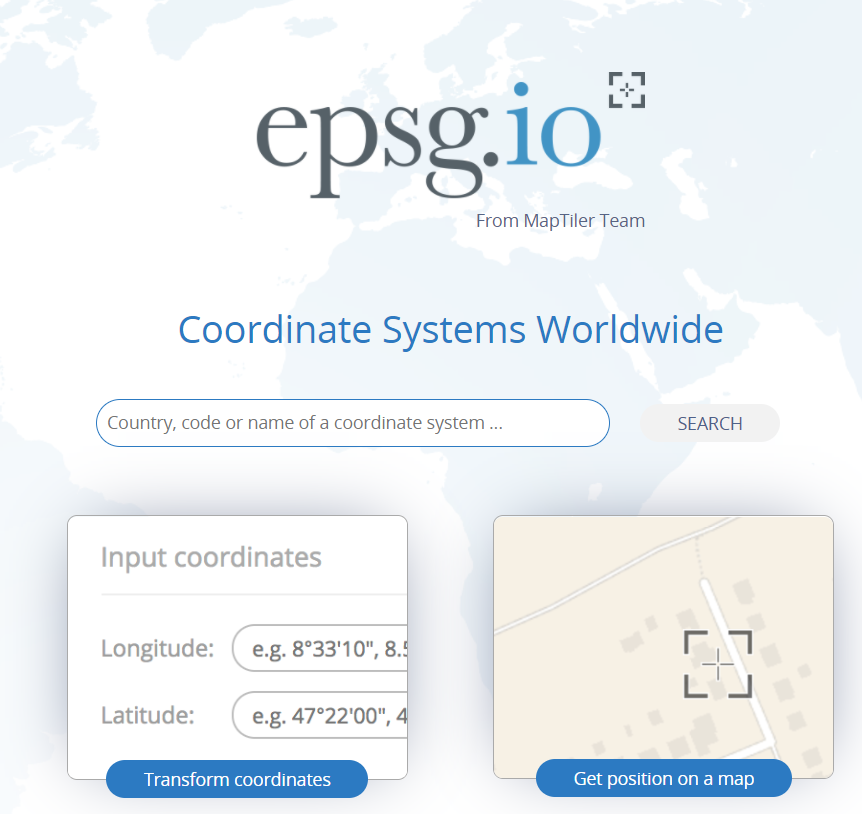 epsg.io
From MapTiler Team
Coordinate Systems Worldwide
Country, code or name of a coordinate system ...
SEARCH
Input coordinates
Longitude:
e.g. 8°33'10", 8.5
Latitude:
e.g. 47°22'00", 4
Transform coordinates
Get position on a map